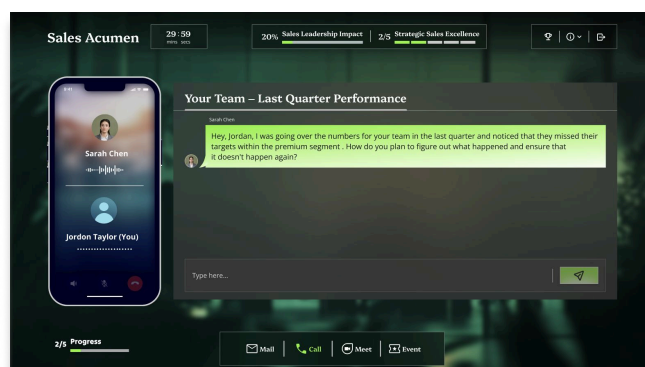 Sales Acumen
29:59
mins secs
20% Sales Leadership Impact
2/5 Strategic Sales Excellence
9:41
Your Team – Last Quarter Performance
Sarah Chen
Hey, Jordan, I was going over the numbers for your team in the last quarter and noticed that they missed their
targets within the premium segment . How do you plan to figure out what happened and ensure that
it doesn't happen again?
Sarah Chen
Jordon Taylor (You)
Type here...
2/5 Progress
Mail
Call
Meet
Event